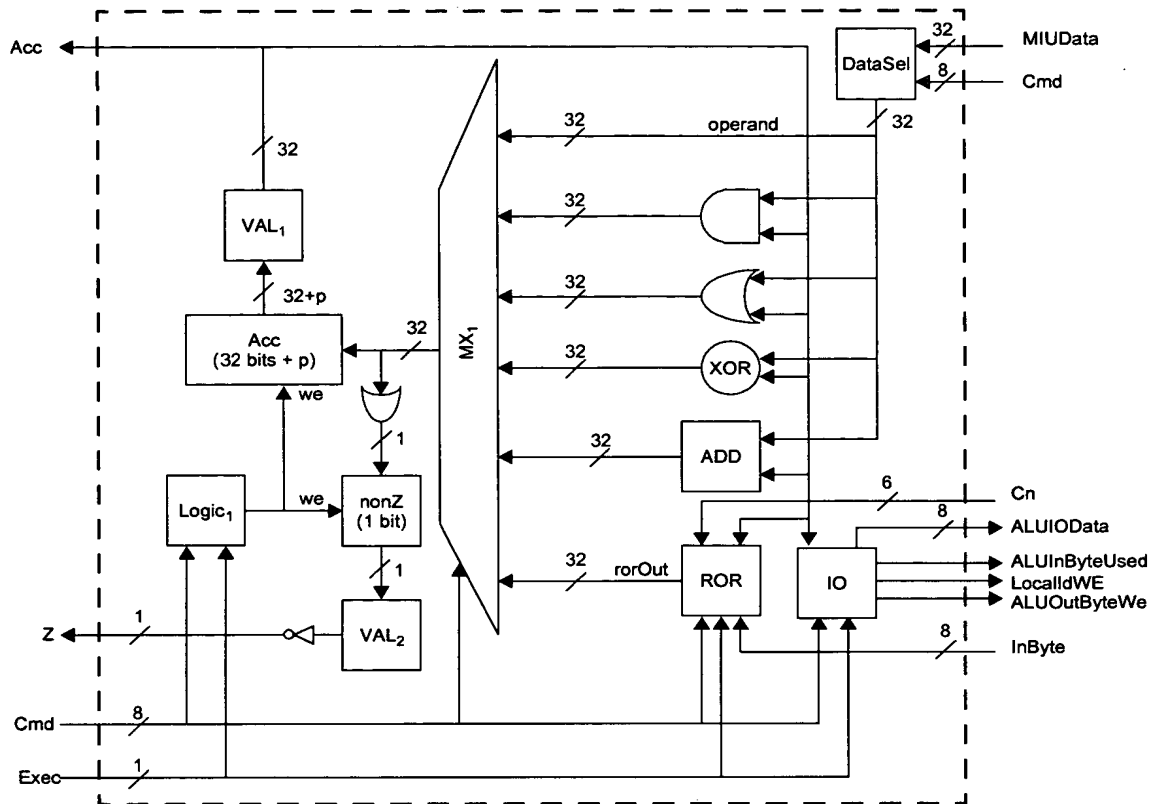 Acc
32
MIUData
DataSel
8
Cmd
32
32
operand
32
32
VAL1
32+p
32
Acc
(32 bits + p)
32
MX1
32
XOR
we
1
32
ADD
6
Cn
Logic1
we
nonZ
(1 bit)
8
ALUIOData
1
32
rorOut
ROR
IO
ALUInByteUsed
LocalIdWE
ALUOutByteWe
Z
1
VAL2
8
InByte
Cmd
8
Exec
1